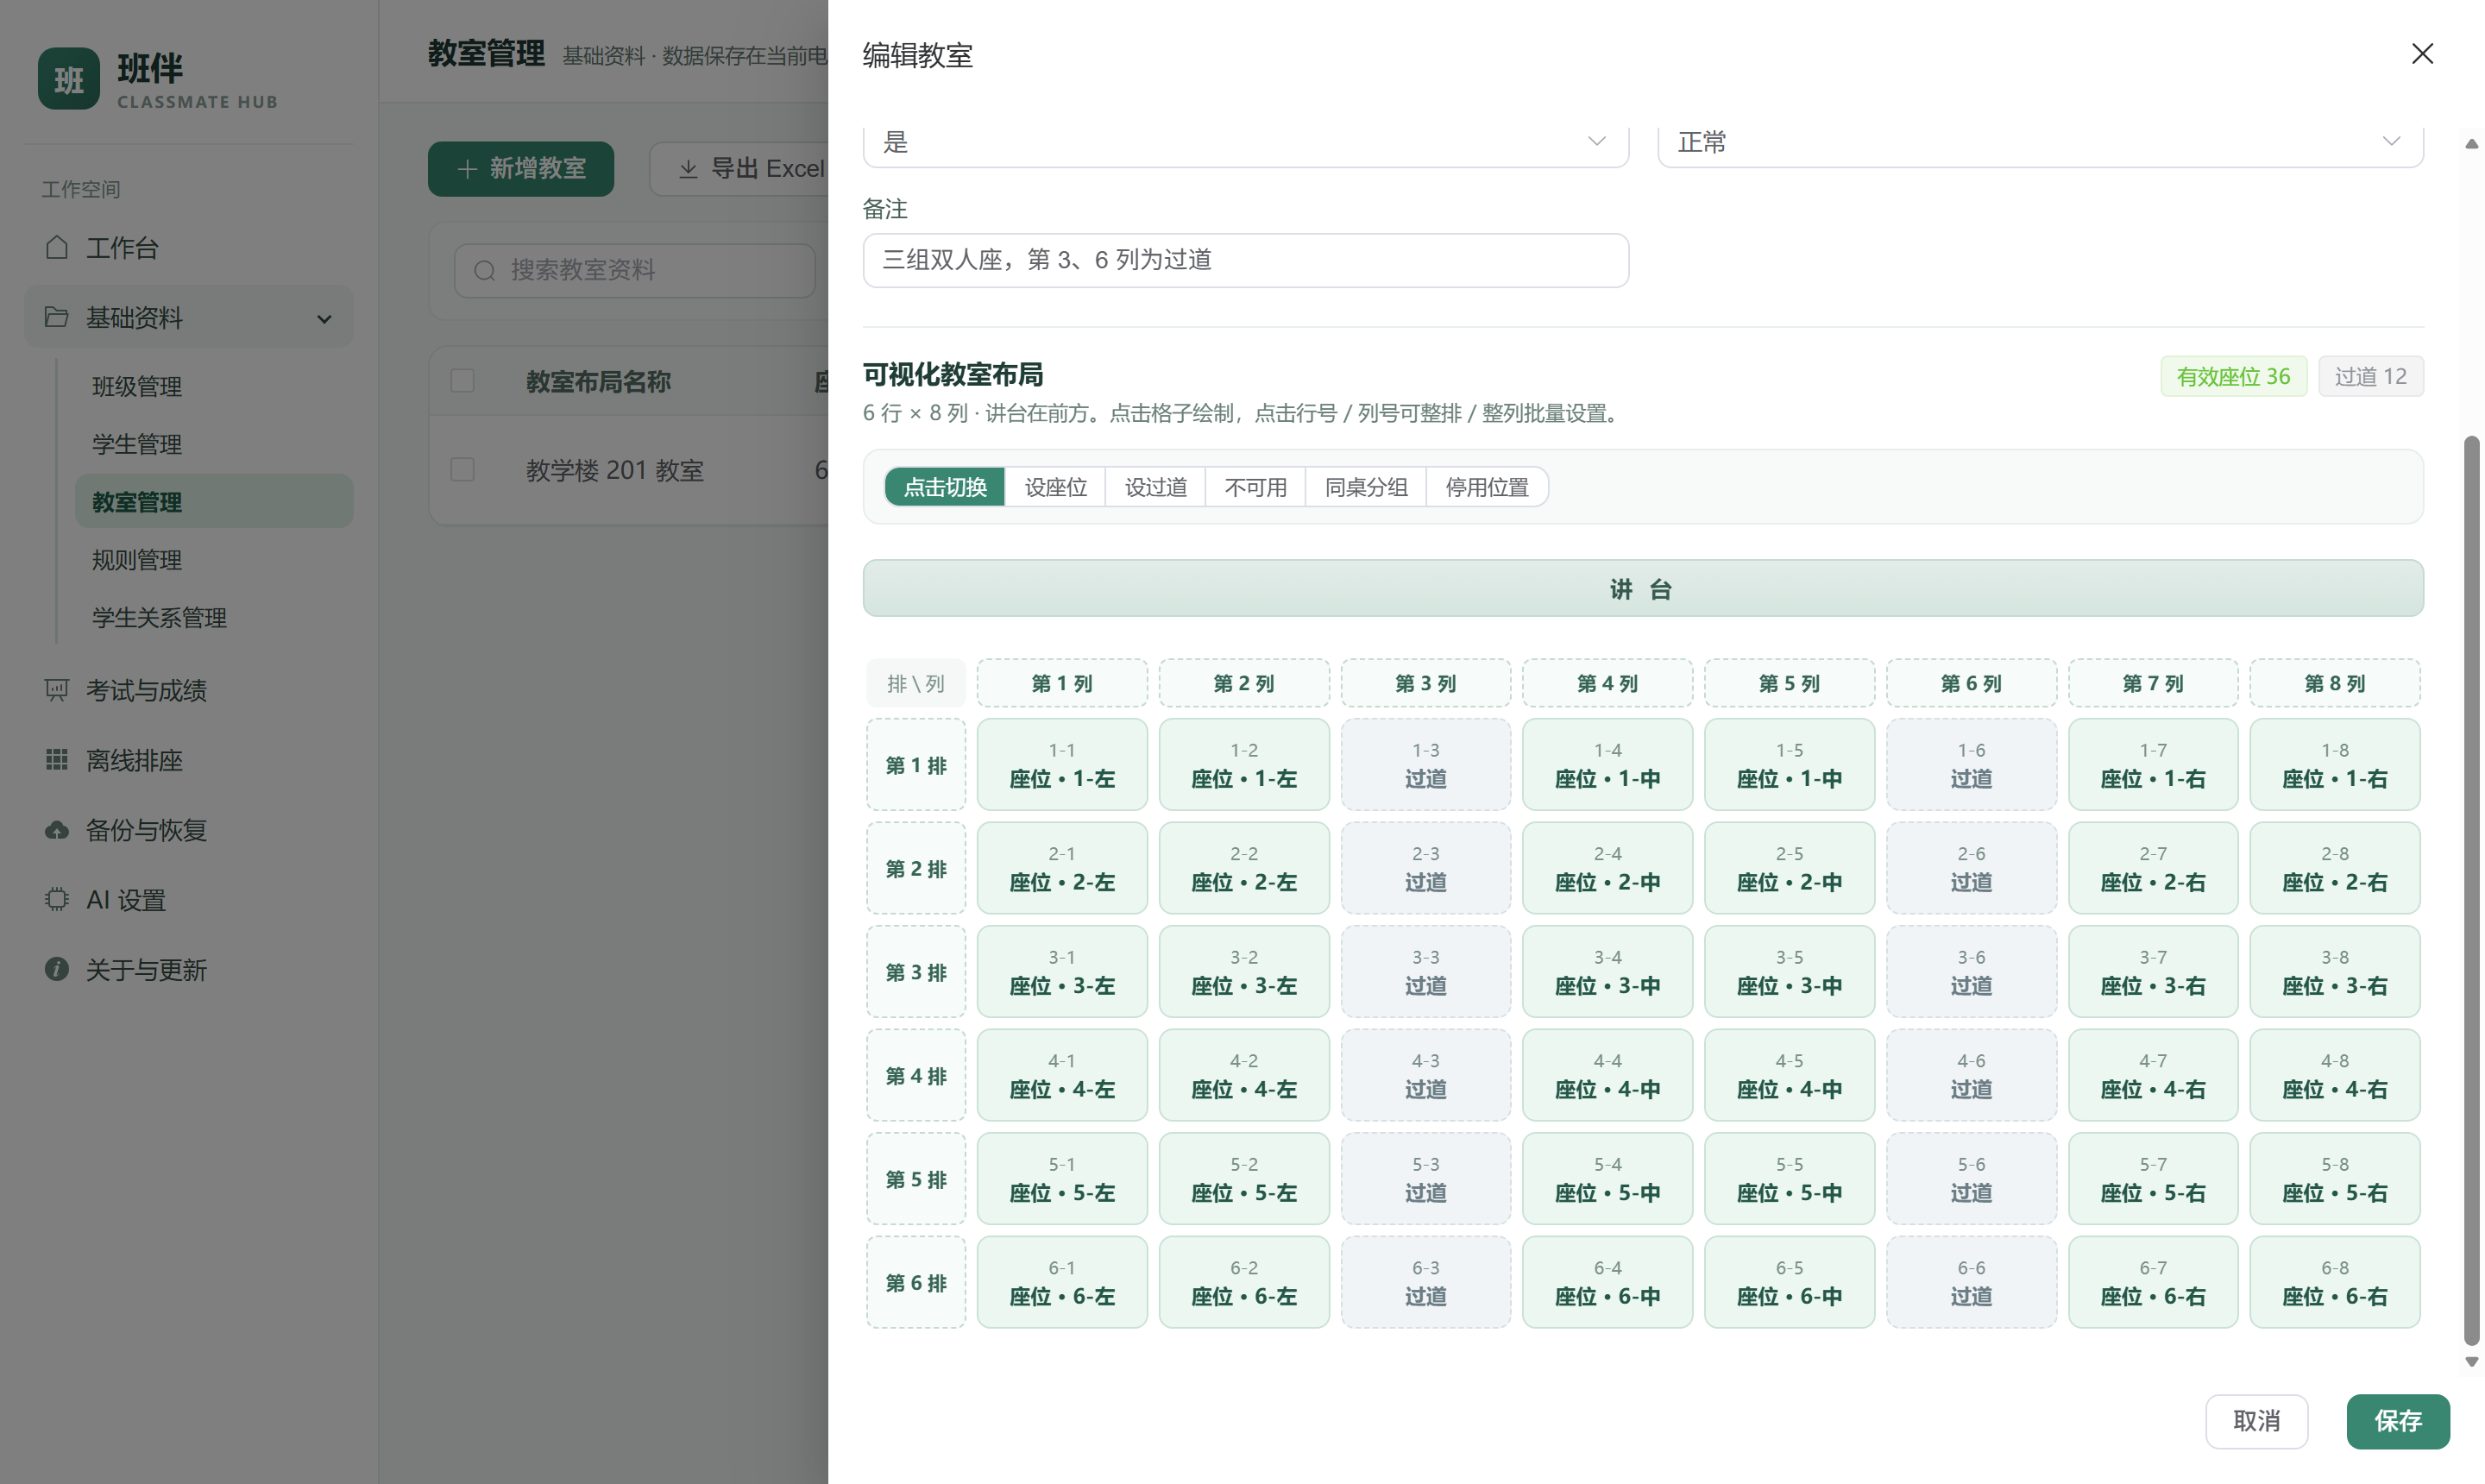 班
班伴
CLASSMATE HUB
工作空间
工作台
基础资料
班级管理
学生管理
教室管理
规则管理
学生关系管理
考试与成绩
离线排座
备份与恢复
AI 设置
关于与更新
教室管理 基础资料 · 数据保存在当前电
新增教室 导出 Excel
搜索教室资料
教室布局名称
教学楼 201 教室 6
编辑教室
是 正常
备注
三组双人座，第 3、6 列为过道
可视化教室布局 有效座位 36 过道 12
6 行 × 8 列 · 讲台在前方。点击格子绘制，点击行号 / 列号可整排 / 整列批量设置。
点击切换 设座位 设过道 不可用 同桌分组 停用位置
讲 台
排 \ 列 第 1 列 第 2 列 第 3 列 第 4 列 第 5 列 第 6 列 第 7 列 第 8 列
1-1 1-2 1-3 1-4 1-5 1-6 1-7 1-8
第 1 排 座位 • 1-左 座位 • 1-左 过道 座位 • 1-中 座位 • 1-中 过道 座位 • 1-右 座位 • 1-右
2-1 2-2 2-3 2-4 2-5 2-6 2-7 2-8
第 2 排 座位 • 2-左 座位 • 2-左 过道 座位 • 2-中 座位 • 2-中 过道 座位 • 2-右 座位 • 2-右
3-1 3-2 3-3 3-4 3-5 3-6 3-7 3-8
第 3 排 座位 • 3-左 座位 • 3-左 过道 座位 • 3-中 座位 • 3-中 过道 座位 • 3-右 座位 • 3-右
4-1 4-2 4-3 4-4 4-5 4-6 4-7 4-8
第 4 排 座位 • 4-左 座位 • 4-左 过道 座位 • 4-中 座位 • 4-中 过道 座位 • 4-右 座位 • 4-右
5-1 5-2 5-3 5-4 5-5 5-6 5-7 5-8
第 5 排 座位 • 5-左 座位 • 5-左 过道 座位 • 5-中 座位 • 5-中 过道 座位 • 5-右 座位 • 5-右
6-1 6-2 6-3 6-4 6-5 6-6 6-7 6-8
第 6 排 座位 • 6-左 座位 • 6-左 过道 座位 • 6-中 座位 • 6-中 过道 座位 • 6-右 座位 • 6-右
取消 保存